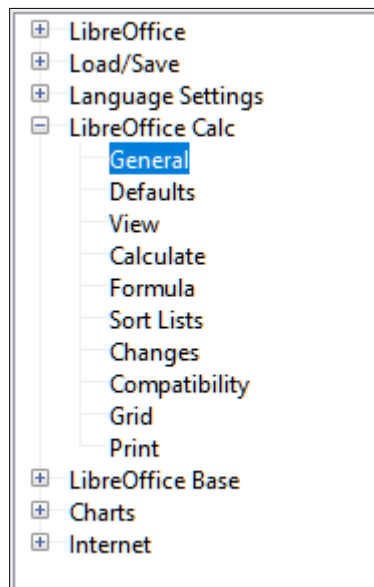 LibreOffice
Load/Save
Language Settings
LibreOffice Calc
General
Defaults
View
Calculate
Formula
Sort Lists
Changes
Compatibility
Grid
Print
LibreOffice Base
Charts
Internet